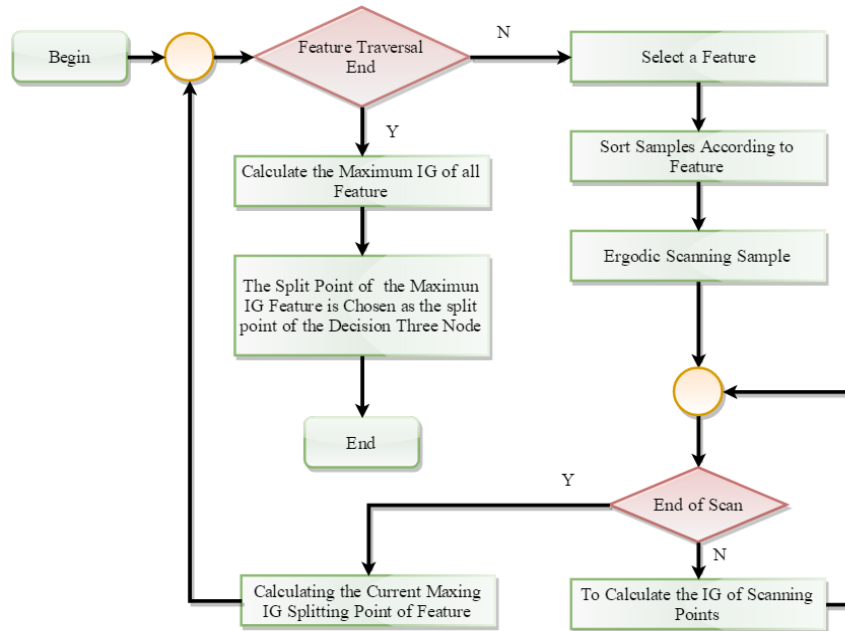 Begin
Feature Traversal
End
N
Select a Feature
Y
Sort Samples According to
Feature
Calculate the Maximum IG of all
Feature
Ergodic Scanning Sample
The Split Point of the Maximun
IG Feature is Chosen as the split
point of the Decision Three Node
End
Y
End of Scan
N
Calculating the Current Maxing
IG Splitting Point of Feature
To Calculate the IG of Scanning
Points